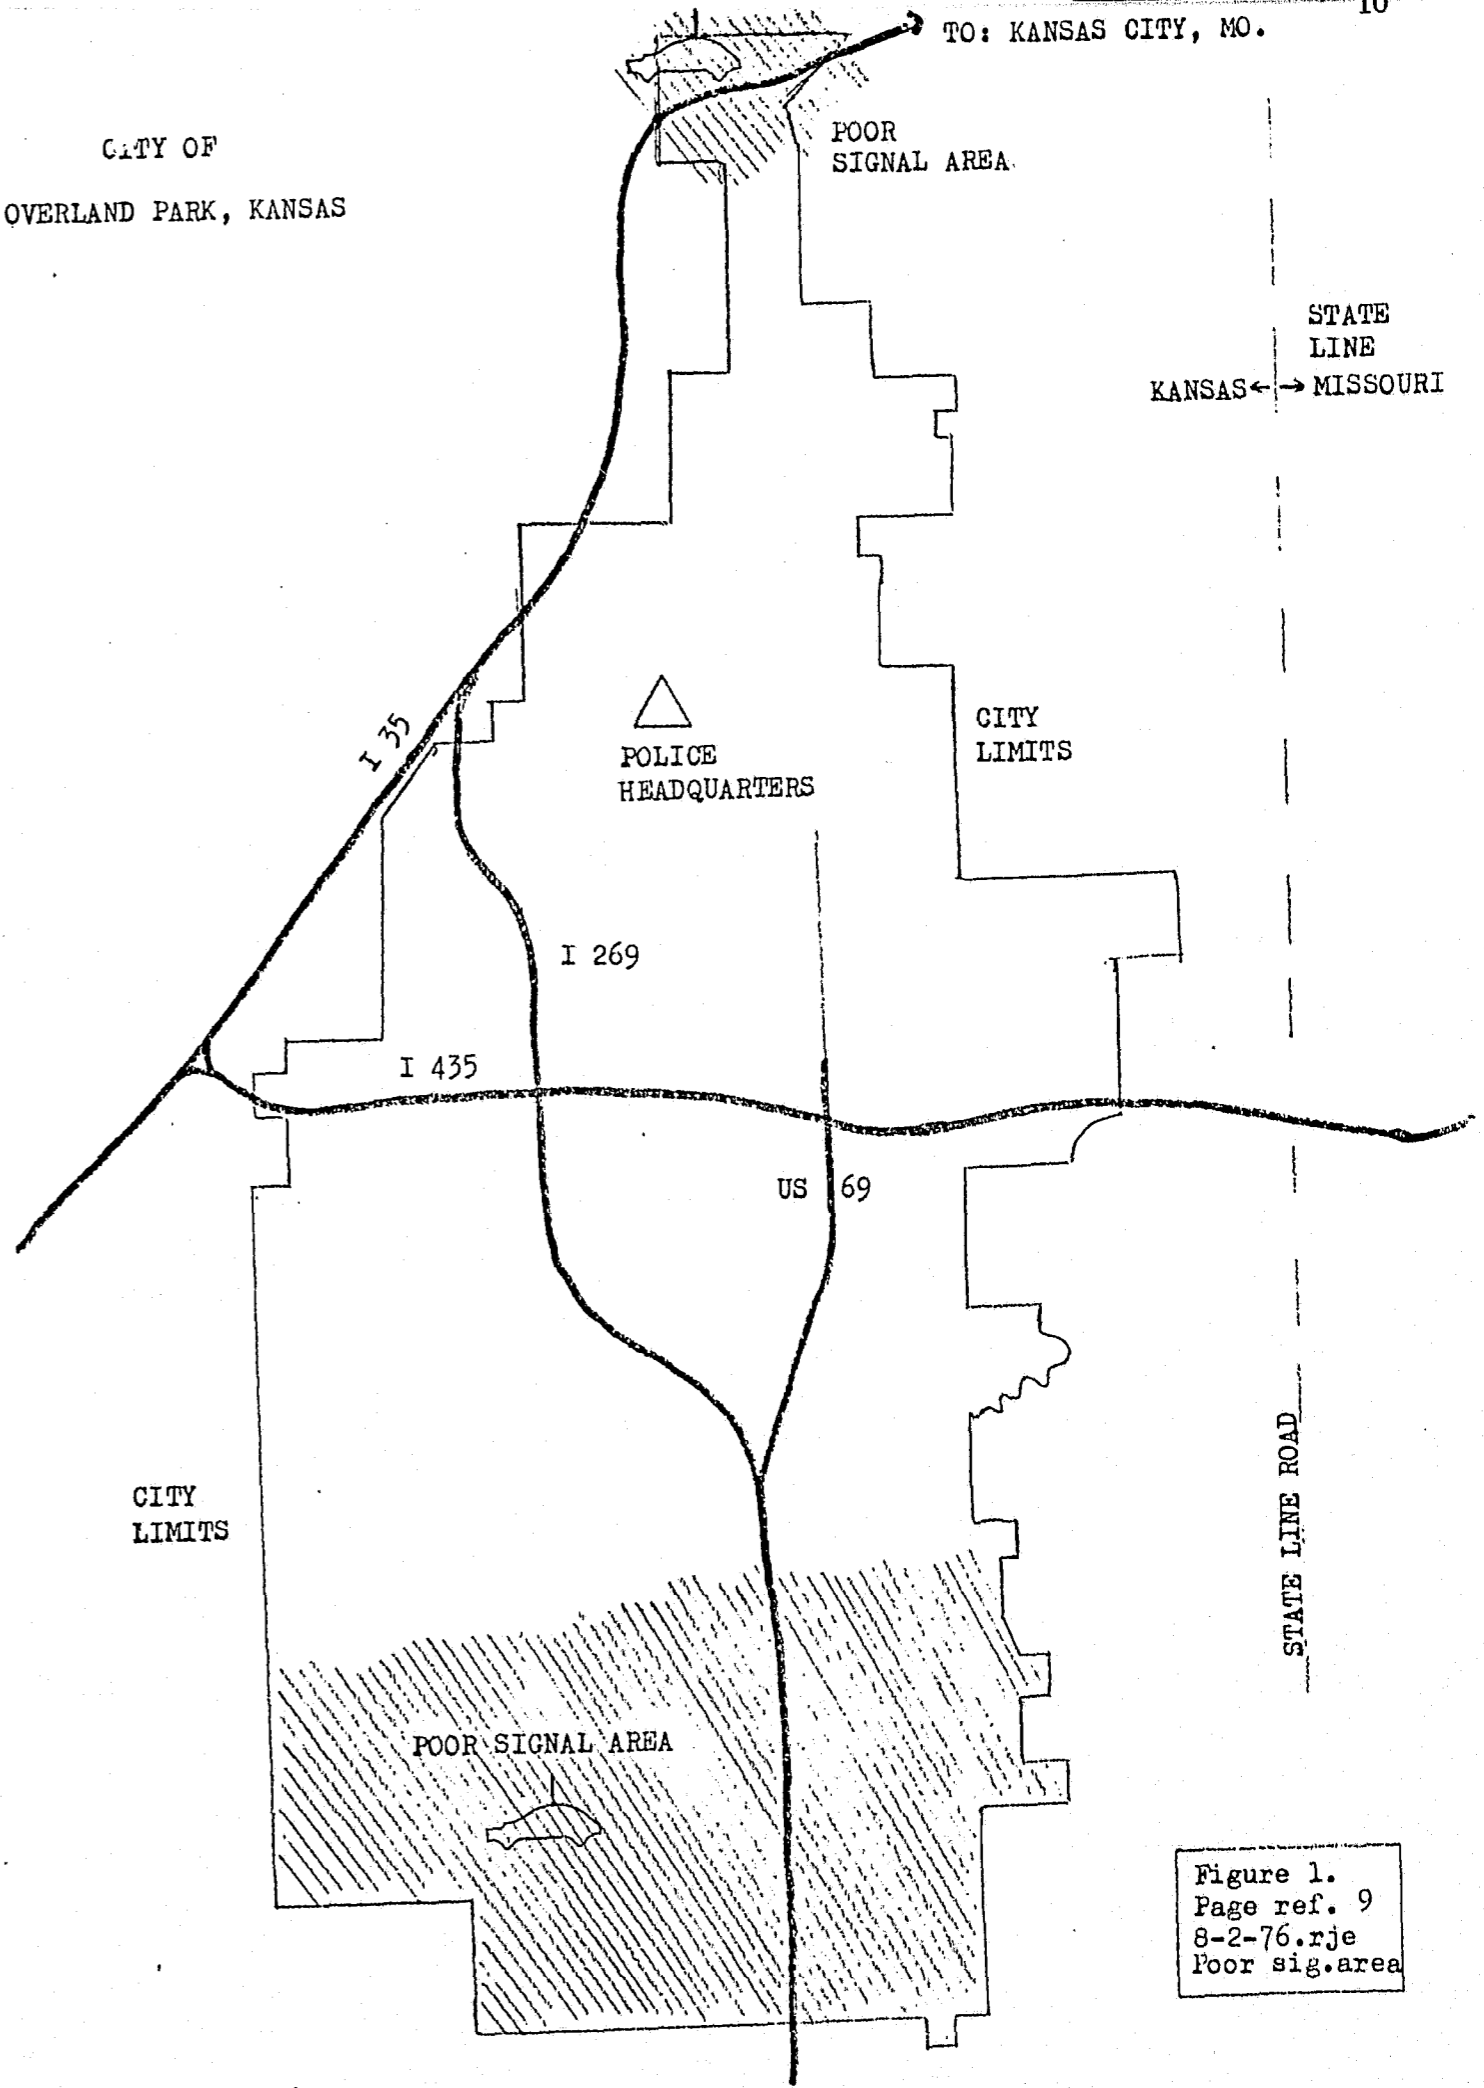 10
TO: KANSAS CITY, MO.
CITY OF
OVERLAND PARK, KANSAS
POOR
SIGNAL AREA
STATE
LINE
KANSAS ← → MISSOURI
I 35
POLICE
HEADQUARTERS
CITY
LIMITS
I 269
I 435
US 69
CITY
LIMITS
STATE LINE ROAD
POOR SIGNAL AREA
Figure 1.
Page ref. 9
8-2-76.rje
Poor sig.area